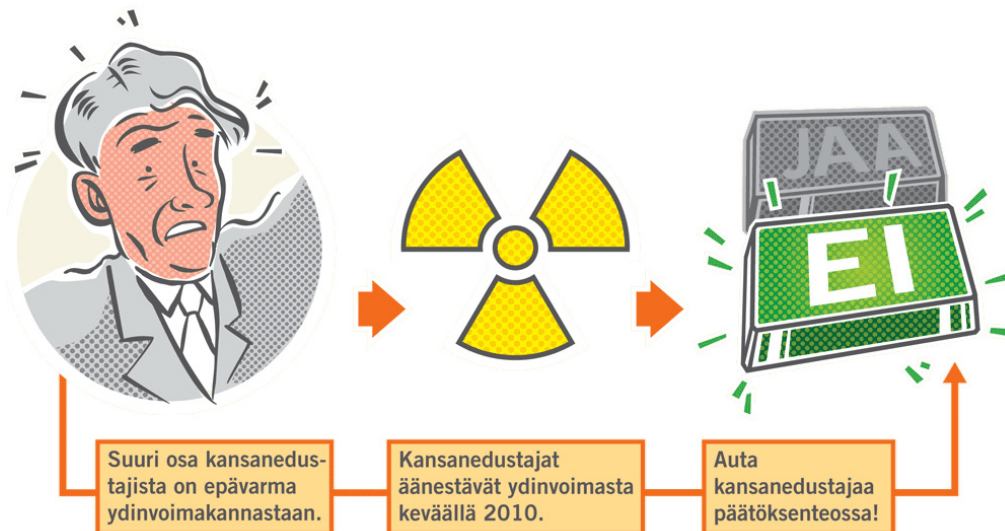 JAA
EI
Suuri osa kansanedus-
tajista on epävarma
ydinvoimakannastaan.
Kansanedustajat
äänestävät ydinvoimasta
keväällä 2010.
Auta
kansanedustajaa
päätöksenteossa!